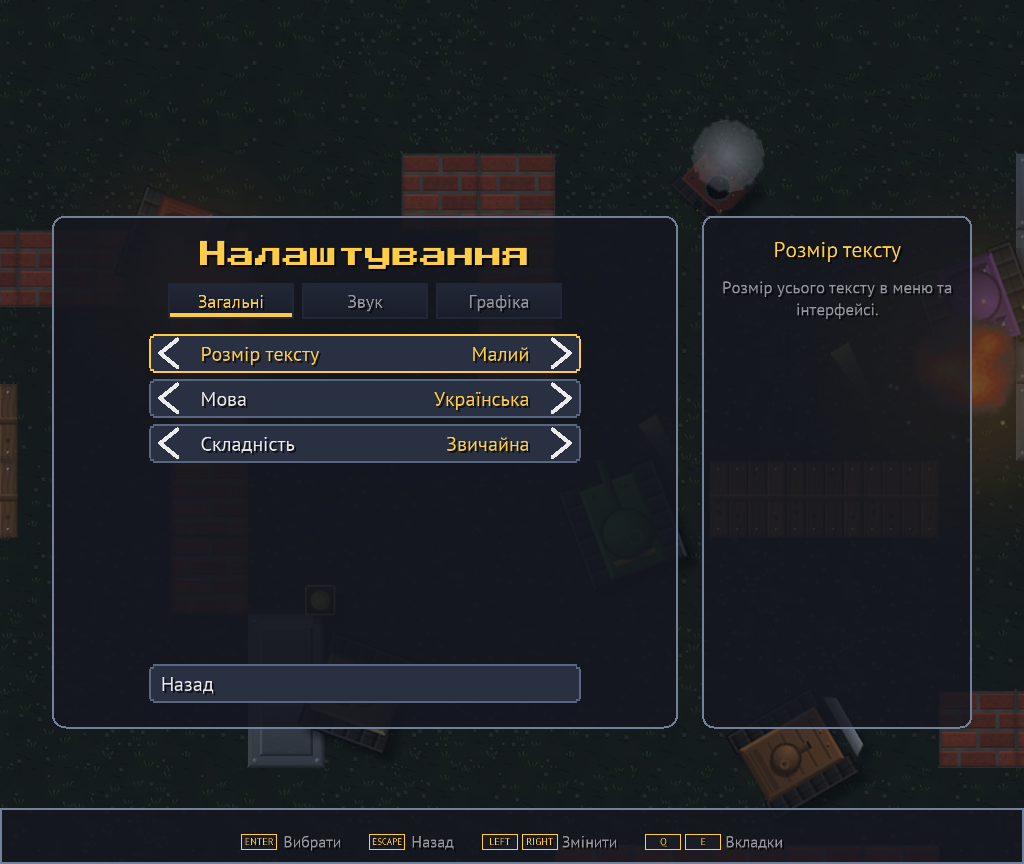 Налаштування
Загальні Звук Графіка
Розмір тексту Малий
Мова Українська
Складність Звичайна
Назад
Розмір тексту
Розмір усього тексту в меню та
інтерфейсі.
ENTER Вибрати ESCAPE Назад LEFT RIGHT Змінити Q E Вкладки